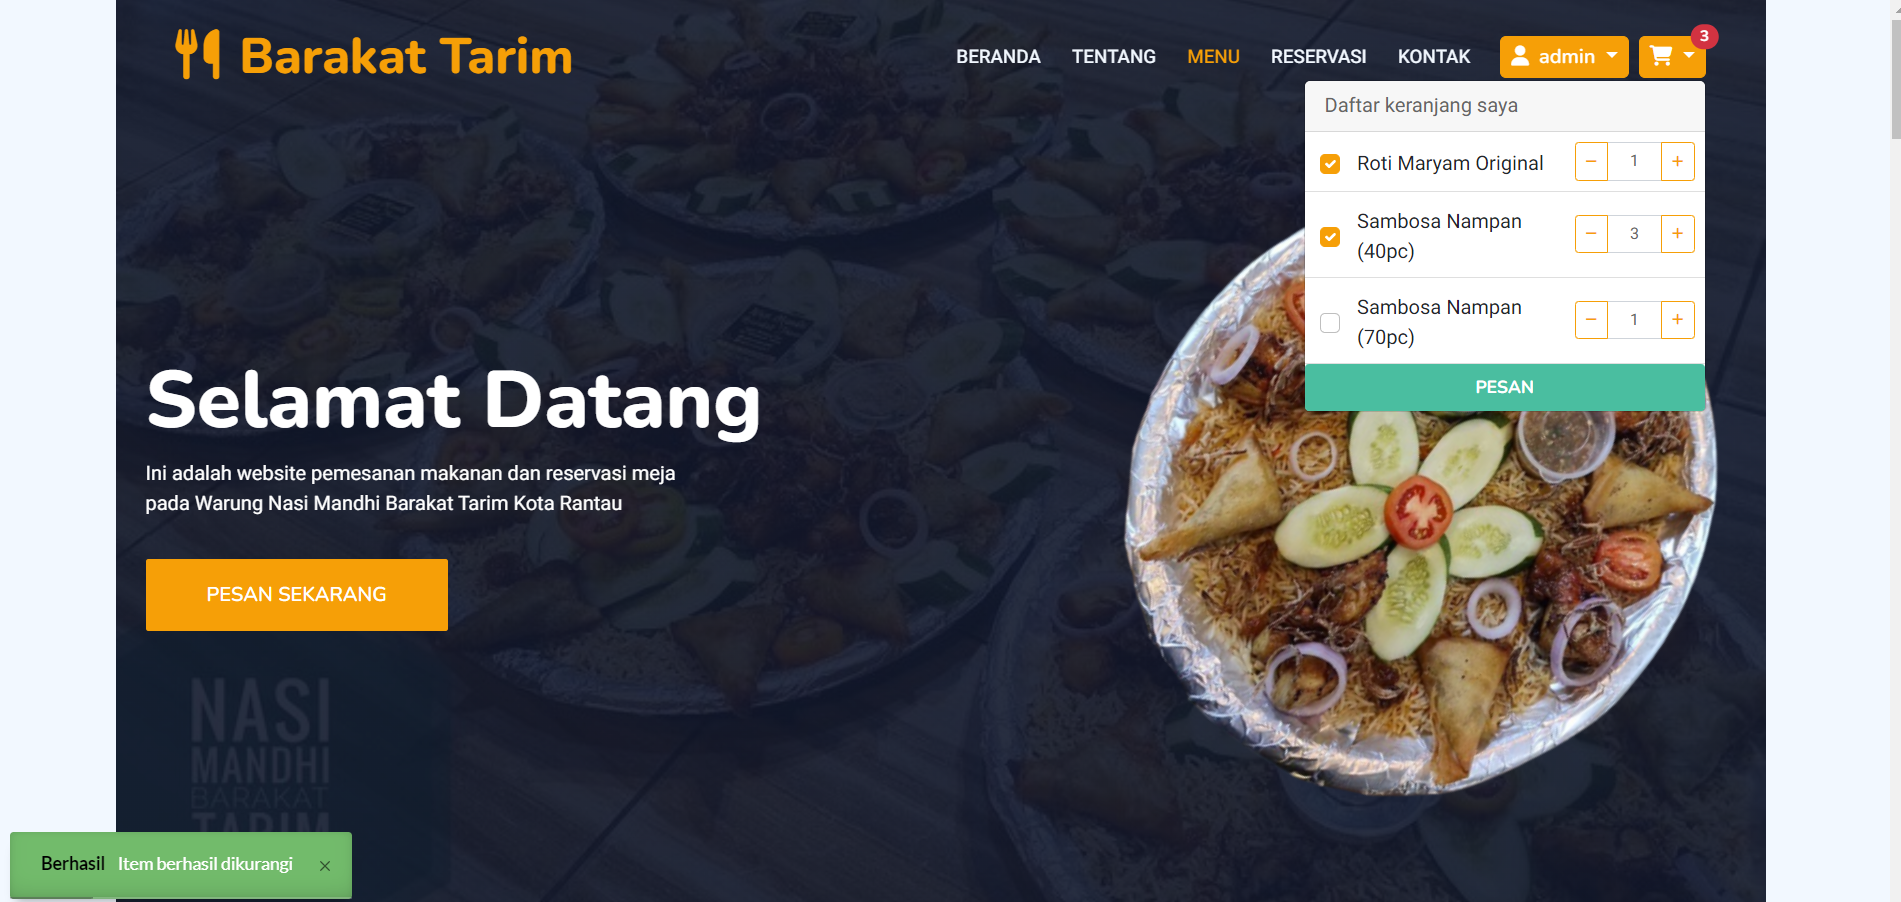 Barakat Tarim
BERANDA
TENTANG
MENU
RESERVASI
KONTAK
admin
3
Daftar keranjang saya
Roti Maryam Original
− 1 +
Sambosa Nampan
(40pc)
− 3 +
Sambosa Nampan
(70pc)
− 1 +
PESAN
Selamat Datang
Ini adalah website pemesanan makanan dan reservasi meja
pada Warung Nasi Mandhi Barakat Tarim Kota Rantau
PESAN SEKARANG
NASI
MANDHI
BARAKAT
TARIM
Berhasil Item berhasil dikurangi ×